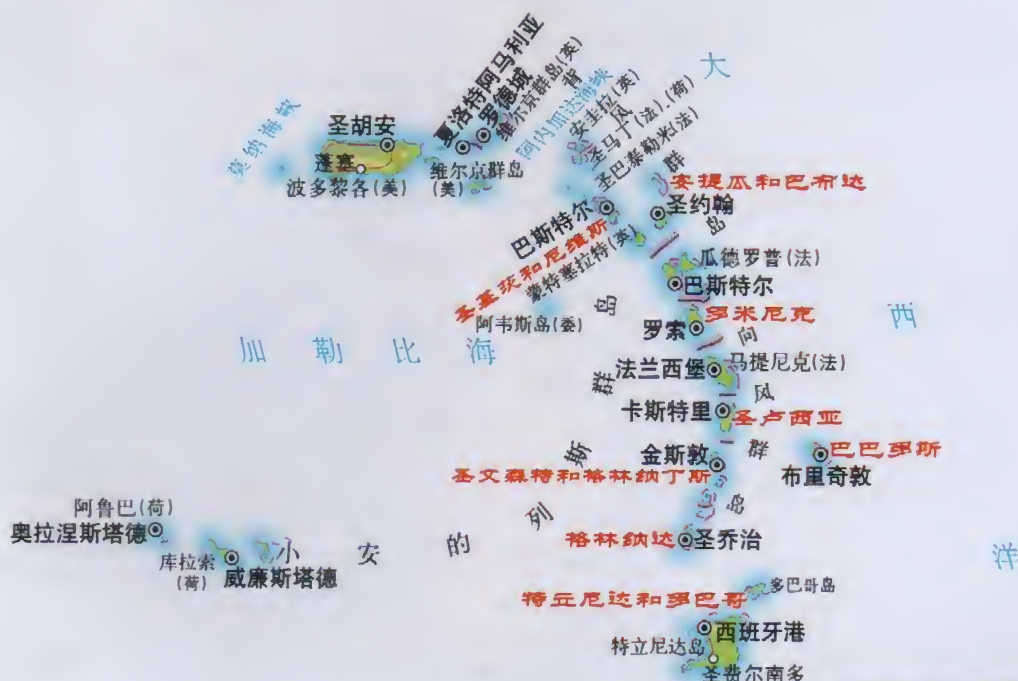 大
西
洋
加勒比海
莫纳海峡
阿内加达海峡
圣胡安
蓬塞
波多黎各(美)
夏洛特阿马利亚
罗德城
维尔京群岛(英)
维尔京群岛
(美)
安圭拉(英)
圣马丁(法)、(荷)
圣巴泰勒米(法)
背风群岛
安提瓜和巴布达
圣约翰
巴斯特尔
圣基茨和尼维斯
蒙特塞拉特(英)
瓜德罗普(法)
巴斯特尔
阿韦斯岛(委)
多米尼克
罗索
向风群岛
法兰西堡
马提尼克(法)
卡斯特里
圣卢西亚
金斯敦
圣文森特和格林纳丁斯
巴巴多斯
布里奇敦
格林纳达
圣乔治
小安的列斯群岛
阿鲁巴(荷)
奥拉涅斯塔德
库拉索
(荷)
威廉斯塔德
多巴哥岛
特立尼达和多巴哥
西班牙港
特立尼达岛
圣费尔南多